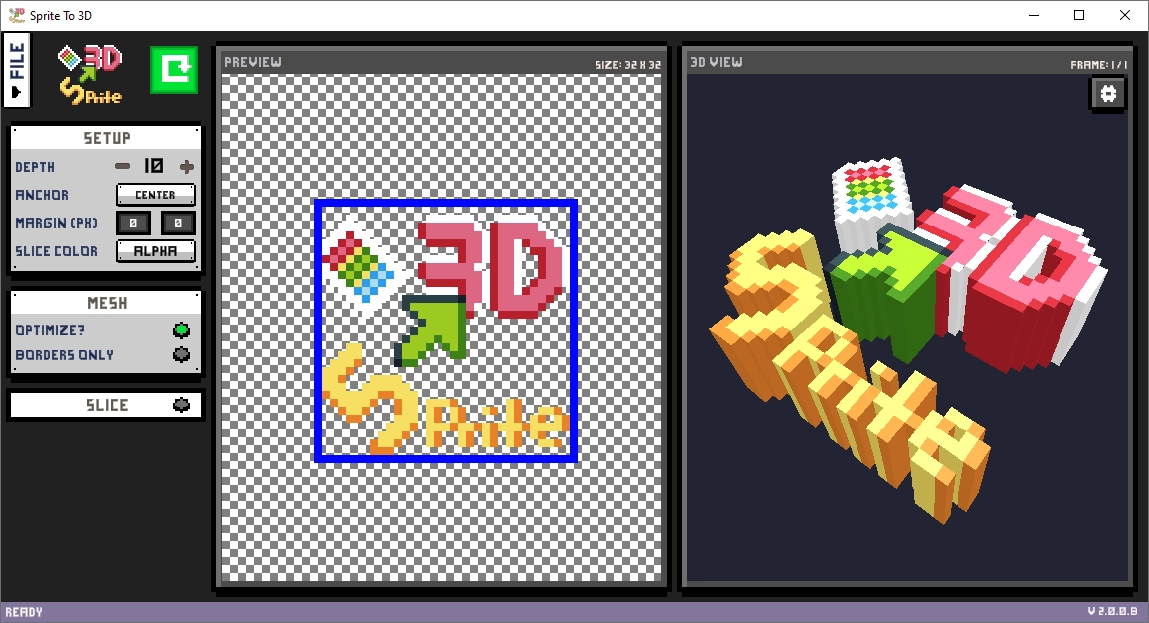 Sprite To 3D
FILE
3D
Sprite
SETUP
DEPTH 10
ANCHOR CENTER
MARGIN (PX) 0 0
SLICE COLOR ALPHA
MESH
OPTIMIZE?
BORDERS ONLY
SLICE
PREVIEW SIZE: 32 X 32
3D
Sprite
3D VIEW FRAME: 1 / 1
3D
Sprite
READY V 2.0.0.B